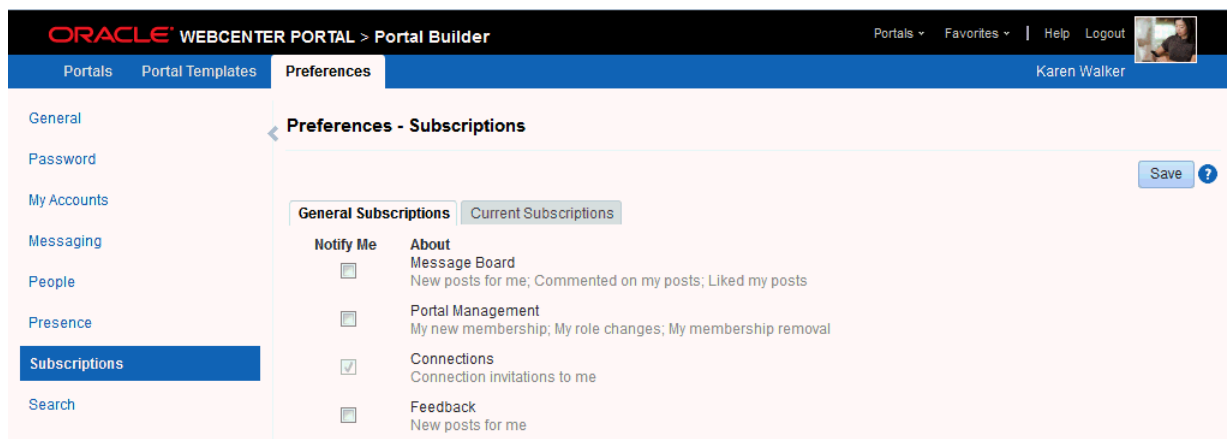 ORACLE WEBCENTER PORTAL > Portal Builder
Portals Favorites | Help Logout
Portals Portal Templates Preferences
Karen Walker
General
Password
My Accounts
Messaging
People
Presence
Subscriptions
Search
Preferences - Subscriptions
Save ?
General Subscriptions Current Subscriptions
Notify Me About
Message Board
New posts for me; Commented on my posts; Liked my posts
Portal Management
My new membership; My role changes; My membership removal
Connections
Connection invitations to me
Feedback
New posts for me